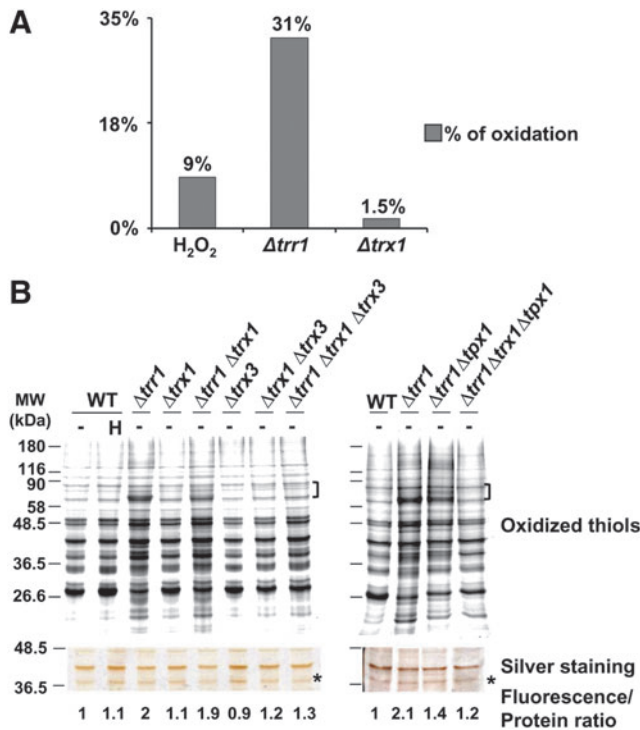 A
35%
18%
0%
9%
31%
1.5%
H2O2
Δtrr1
Δtrx1
% of oxidation
B
MW
(kDa)
WT
Δtrr1
Δtrx1
Δtrr1 Δtrx1
Δtrx3
Δtrx1 Δtrx3
Δtrr1 Δtrx1 Δtrx3
- H - - - - - -
180
116
90
58
48.5
36.5
26.6
48.5
36.5
*
1 1.1 2 1.1 1.9 0.9 1.2 1.3
WT
Δtrr1
Δtrr1Δtpx1
Δtrr1Δtrx1Δtpx1
- - - -
Oxidized thiols
Silver staining
*
Fluorescence/
Protein ratio
1 2.1 1.4 1.2